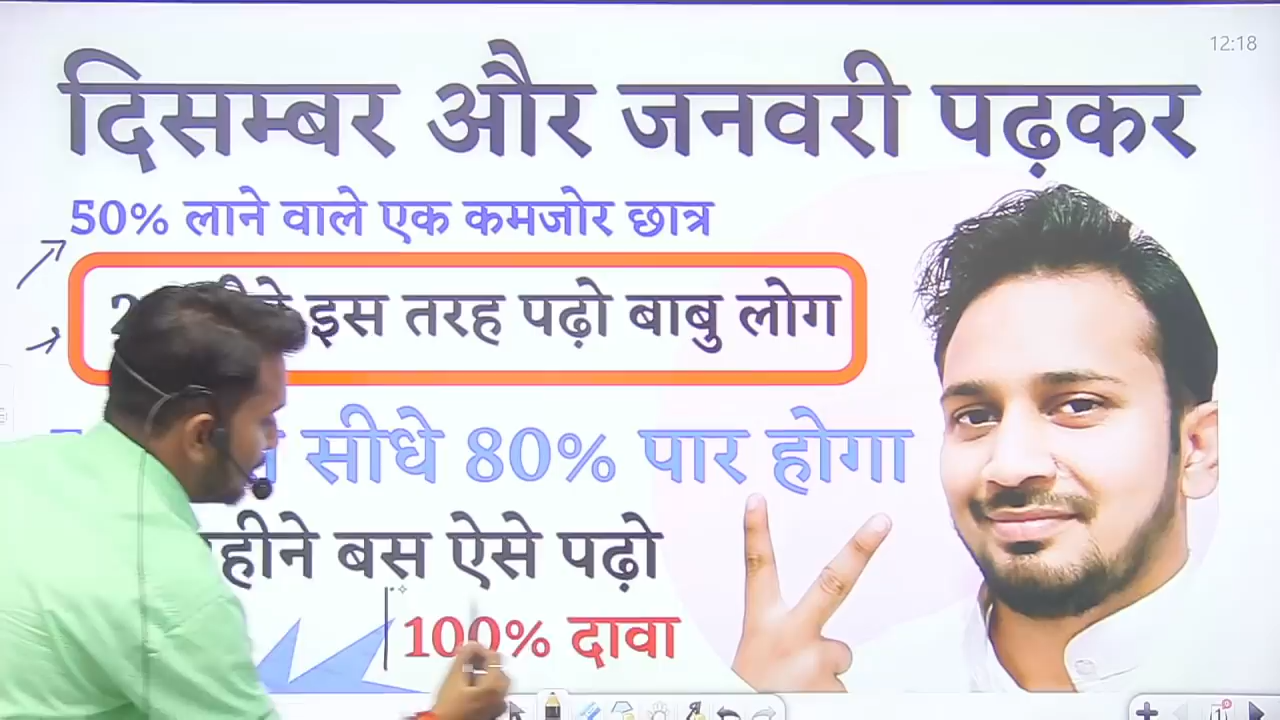 12:18
दिसम्बर और जनवरी पढ़कर
50% लाने वाले एक कमजोर छात्र
इस तरह पढ़ो बाबु लोग
सीधे 80% पार होगा
बस ऐसे पढ़ो
100% दावा